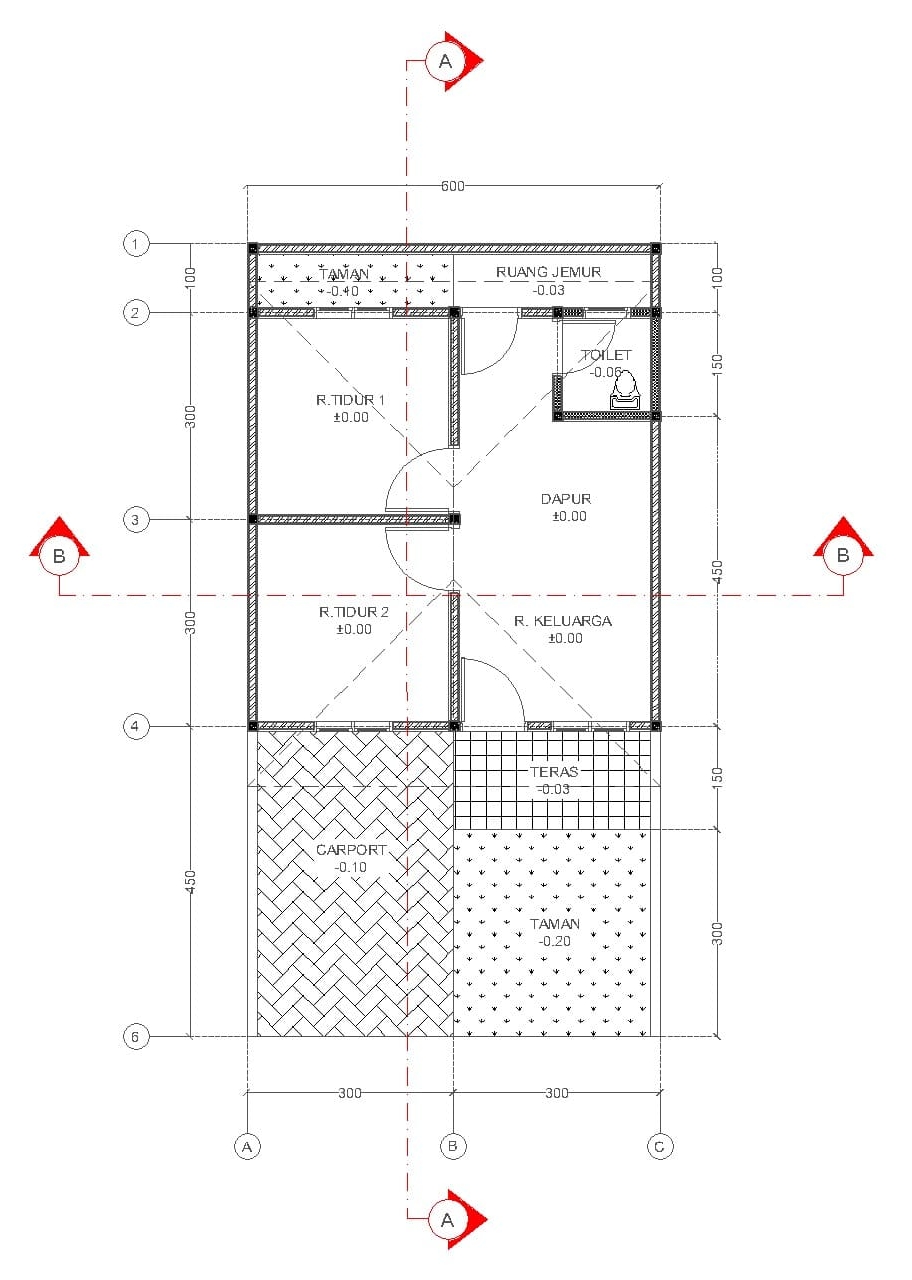 A
600
1
100
TAMAN
-0.10
RUANG JEMUR
-0.03
100
2
TOILET
-0.06
150
R.TIDUR 1
±0.00
300
DAPUR
±0.00
3
B
B
450
R.TIDUR 2
±0.00
R. KELUARGA
±0.00
300
4
TERAS
-0.03
150
CARPORT
-0.10
450
TAMAN
-0.20
300
6
300
300
A
B
C
A